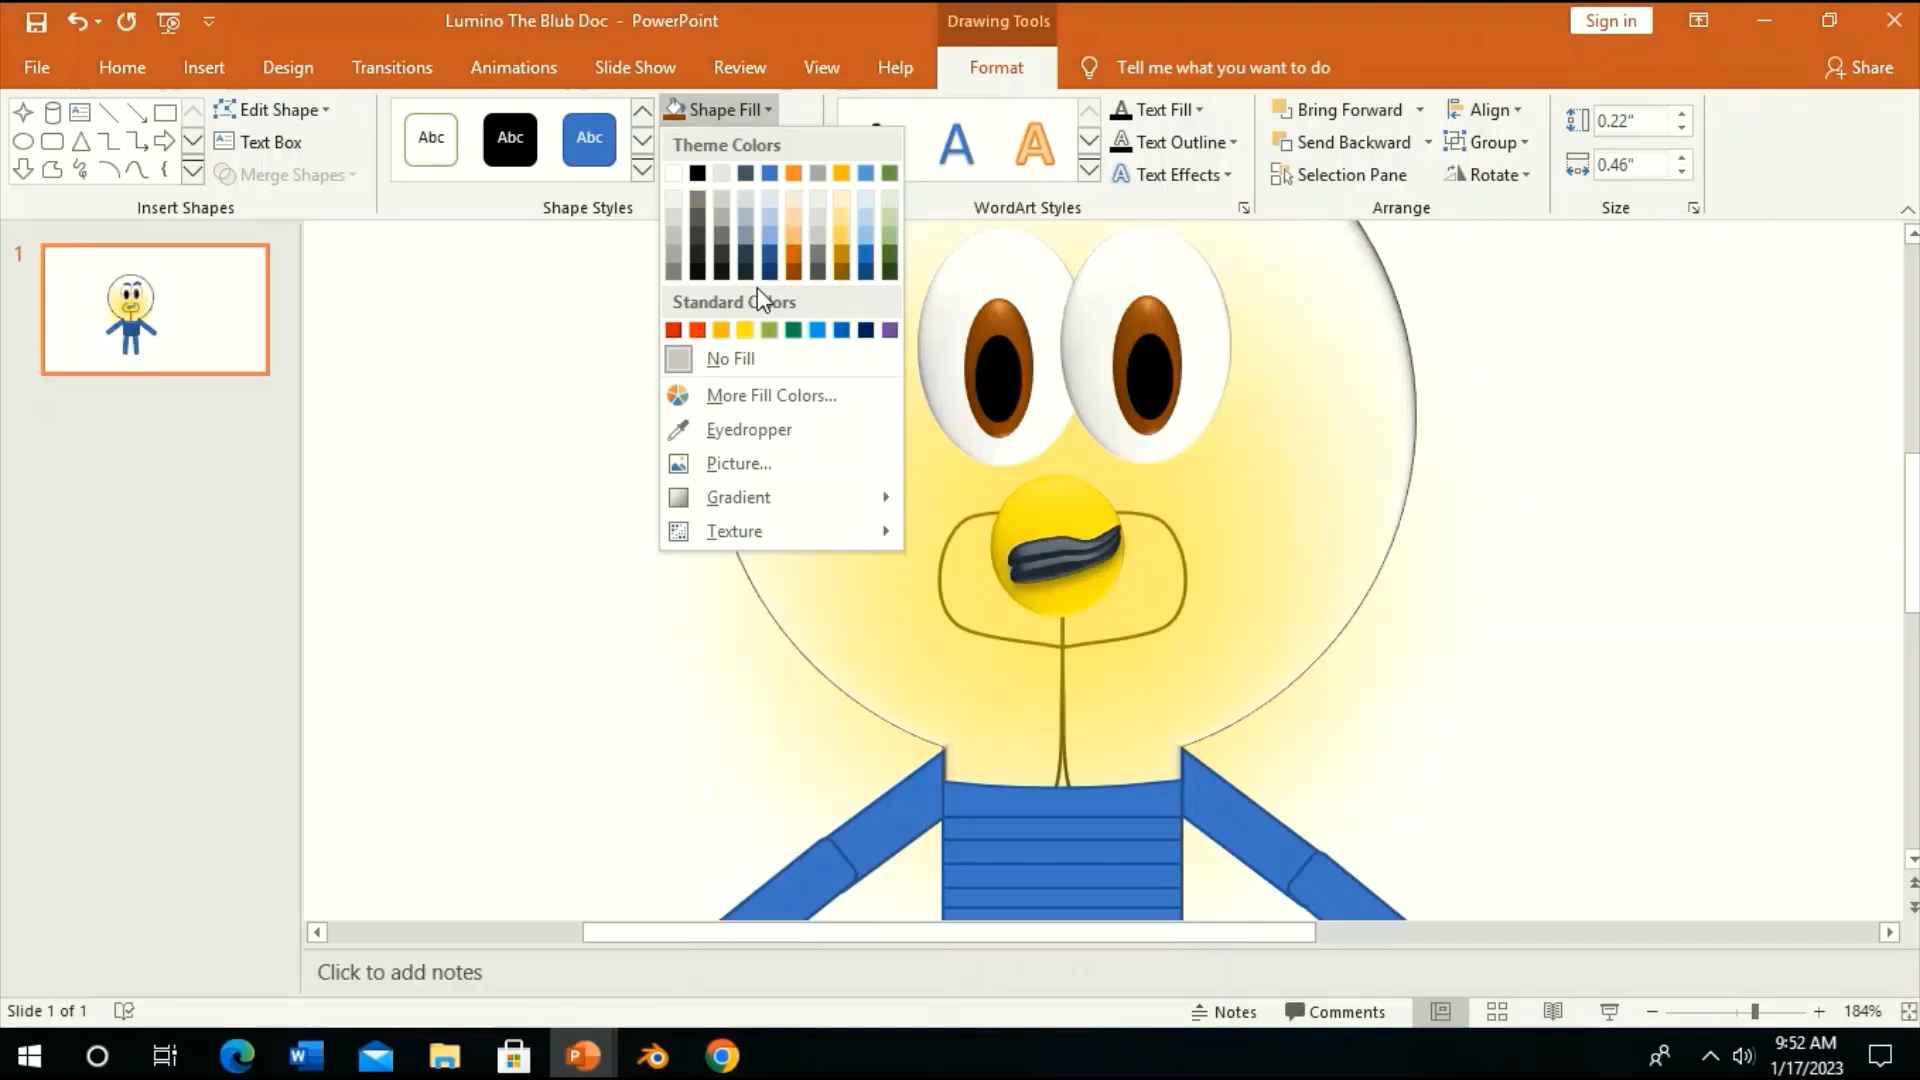 Lumino The Blub Doc - PowerPoint
Drawing Tools
Sign in
File
Home
Insert
Design
Transitions
Animations
Slide Show
Review
View
Help
Format
Tell me what you want to do
Share
Edit Shape
Text Box
Merge Shapes
Insert Shapes
Abc
Abc
Abc
Shape Styles
Shape Fill
Theme Colors
Standard Colors
No Fill
More Fill Colors...
Eyedropper
Picture...
Gradient
Texture
A
A
Text Fill
Text Outline
Text Effects
WordArt Styles
Bring Forward
Send Backward
Selection Pane
Align
Group
Rotate
Arrange
0.22"
0.46"
Size
1
Click to add notes
Slide 1 of 1
Notes
Comments
184%
9:52 AM
1/17/2023